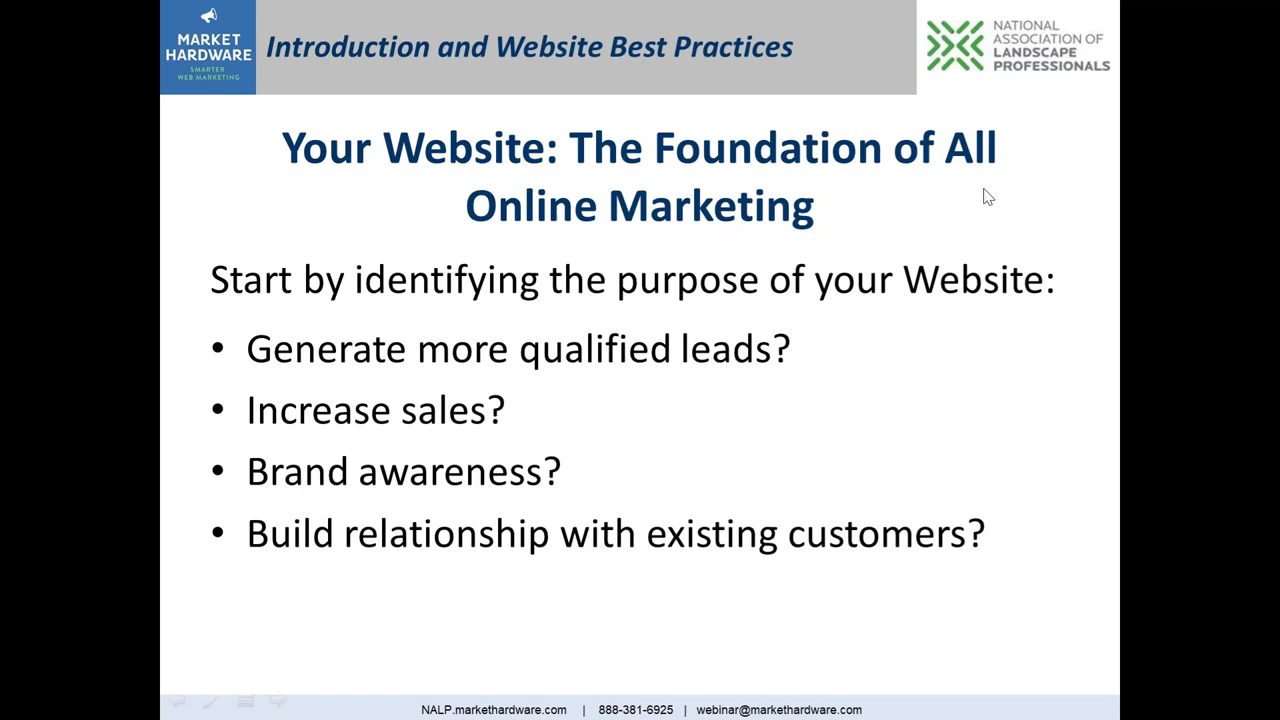 MARKET
HARDWARE
SMARTER
WEB MARKETING
Introduction and Website Best Practices
NATIONAL
ASSOCIATION OF
LANDSCAPE
PROFESSIONALS
Your Website: The Foundation of All
Online Marketing
Start by identifying the purpose of your Website:
• Generate more qualified leads?
• Increase sales?
• Brand awareness?
• Build relationship with existing customers?
NALP.markethardware.com | 888-381-6925 | webinar@markethardware.com